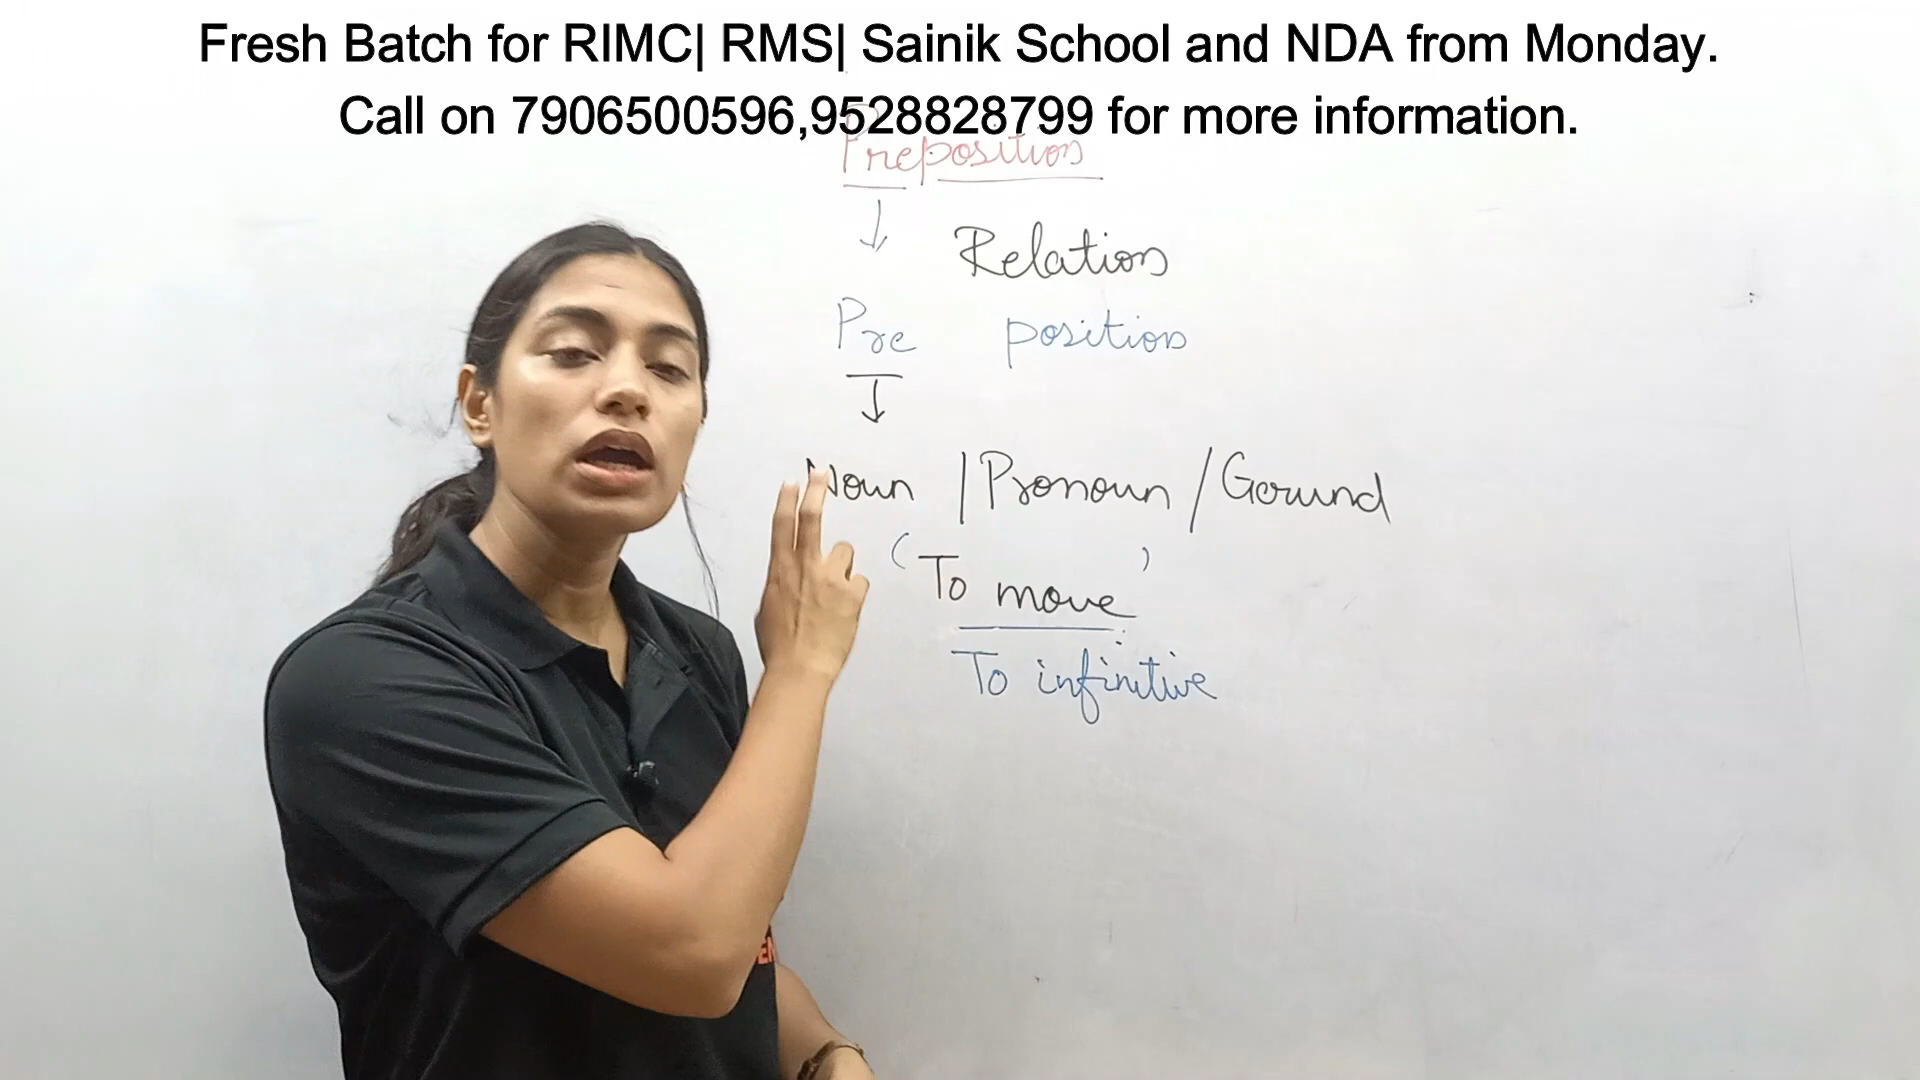 Fresh Batch for RIMC| RMS| Sainik School and NDA from Monday.
Call on 7906500596,9528828799 for more information.
Preposition
Relation
Pre position
Noun / Pronoun / Gerund
( To move )
To infinitive